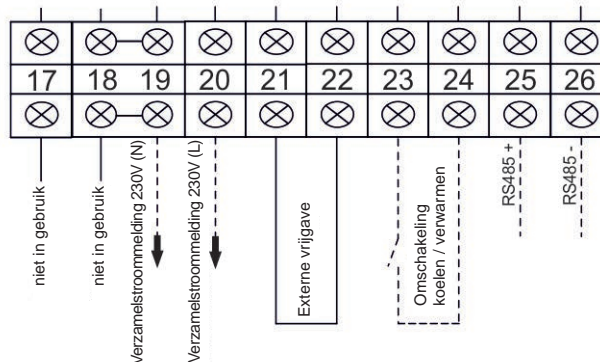 17 18 19 20 21 22 23 24 25 26
niet in gebruik
niet in gebruik
Verzamelstroommelding 230V (N)
Verzamelstroommelding 230V (L)
Externe vrijgave
Omschakeling
koelen / verwarmen
RS485 +
RS485 -